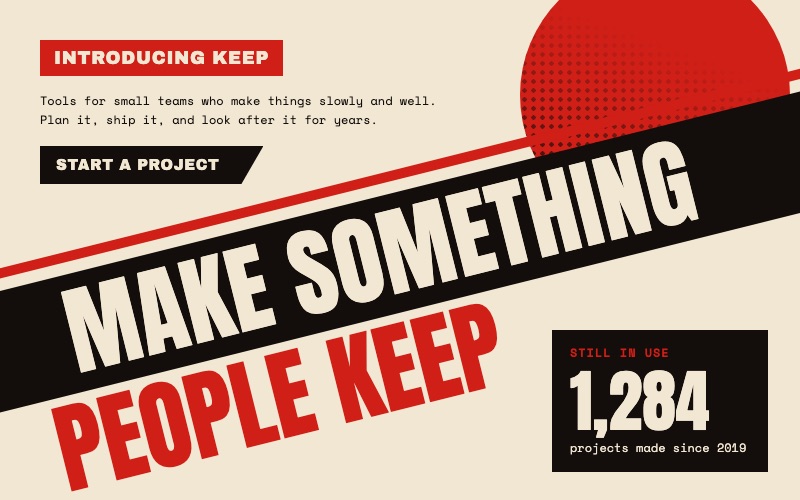 INTRODUCING KEEP
Tools for small teams who make things slowly and well.
Plan it, ship it, and look after it for years.
START A PROJECT
MAKE SOMETHING
PEOPLE KEEP
STILL IN USE
1,284
projects made since 2019